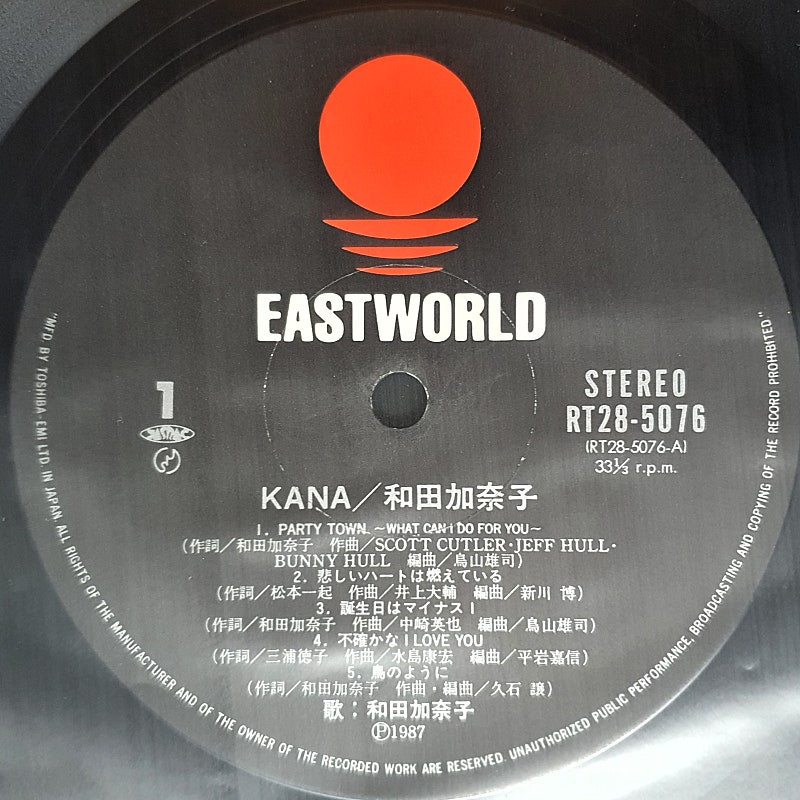 EASTWORLD
1
STEREO
RT28-5076
(RT28-5076-A)
33⅓ r.p.m.
KANA／和田加奈子
1. PARTY TOWN ～WHAT CAN I DO FOR YOU～
(作詞／和田加奈子 作曲／SCOTT CUTLER・JEFF HULL・
BUNNY HULL 編曲／鳥山雄司)
2. 悲しいハートは燃えている
(作詞／松本一起 作曲／井上大輔 編曲／新川 博)
3. 誕生日はマイナス1
(作詞／和田加奈子 作曲／中崎英也 編曲／鳥山雄司)
4. 不確かな I LOVE YOU
(作詞／三浦徳子 作曲／水島康宏 編曲／平岩嘉信)
5. 鳥のように
(作詞／和田加奈子 作曲・編曲／久石 譲)
歌：和田加奈子
Ⓟ1987
"MFD BY TOSHIBA-EMI LTD. IN JAPAN ALL RIGHTS OF THE MANUFACTURER AND OF THE OWNER OF THE RECORDED WORK ARE RESERVED. UNAUTHORIZED PUBLIC PERFORMANCE, BROADCASTING AND COPYING OF THE RECORD PROHIBITED"